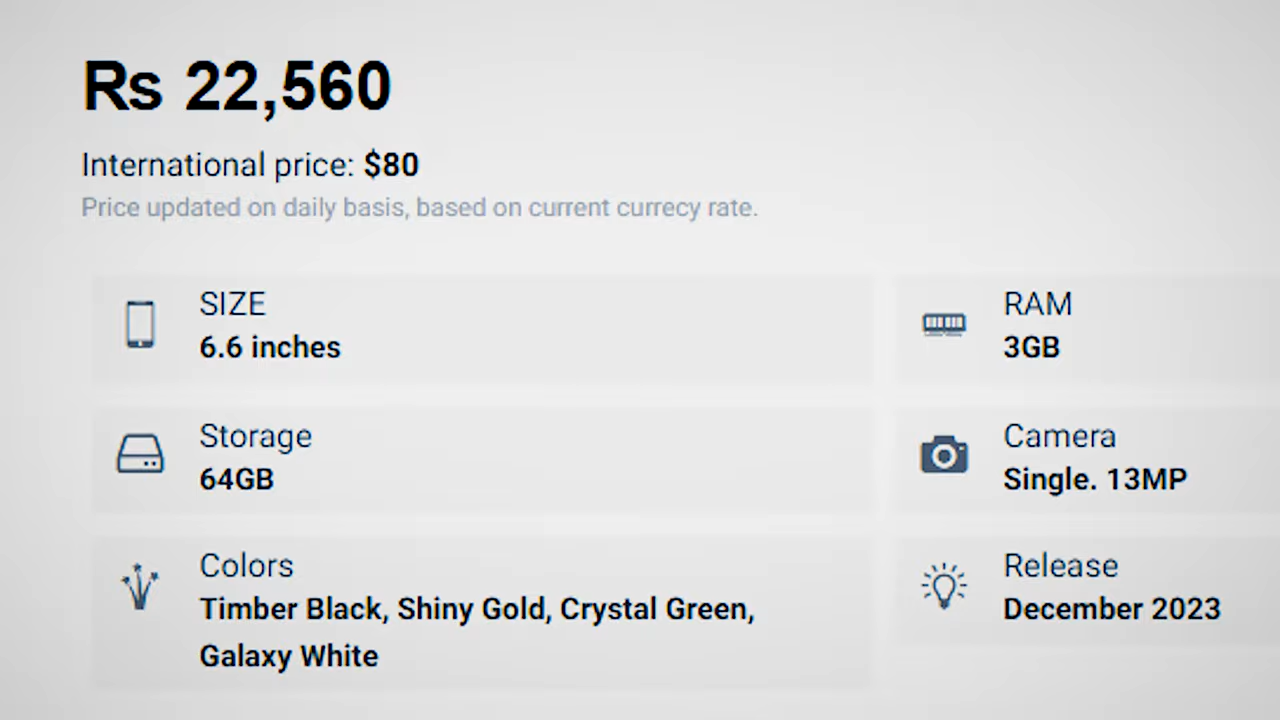 Rs 22,560
International price: $80
Price updated on daily basis, based on current currecy rate.
SIZE
6.6 inches
RAM
3GB
Storage
64GB
Camera
Single. 13MP
Colors
Timber Black, Shiny Gold, Crystal Green,
Galaxy White
Release
December 2023